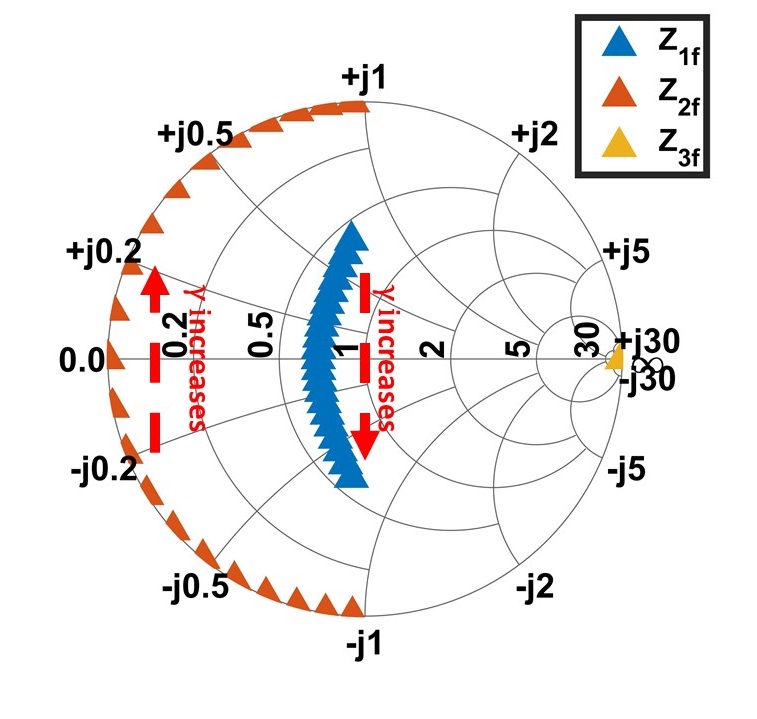 Z1f
Z2f
Z3f
+j1
+j0.5
+j2
+j0.2
+j5
γ increases
γ increases
0.0
0.2
0.5
1
2
5
30
+j30
∞
-j30
-j0.2
-j5
-j0.5
-j2
-j1